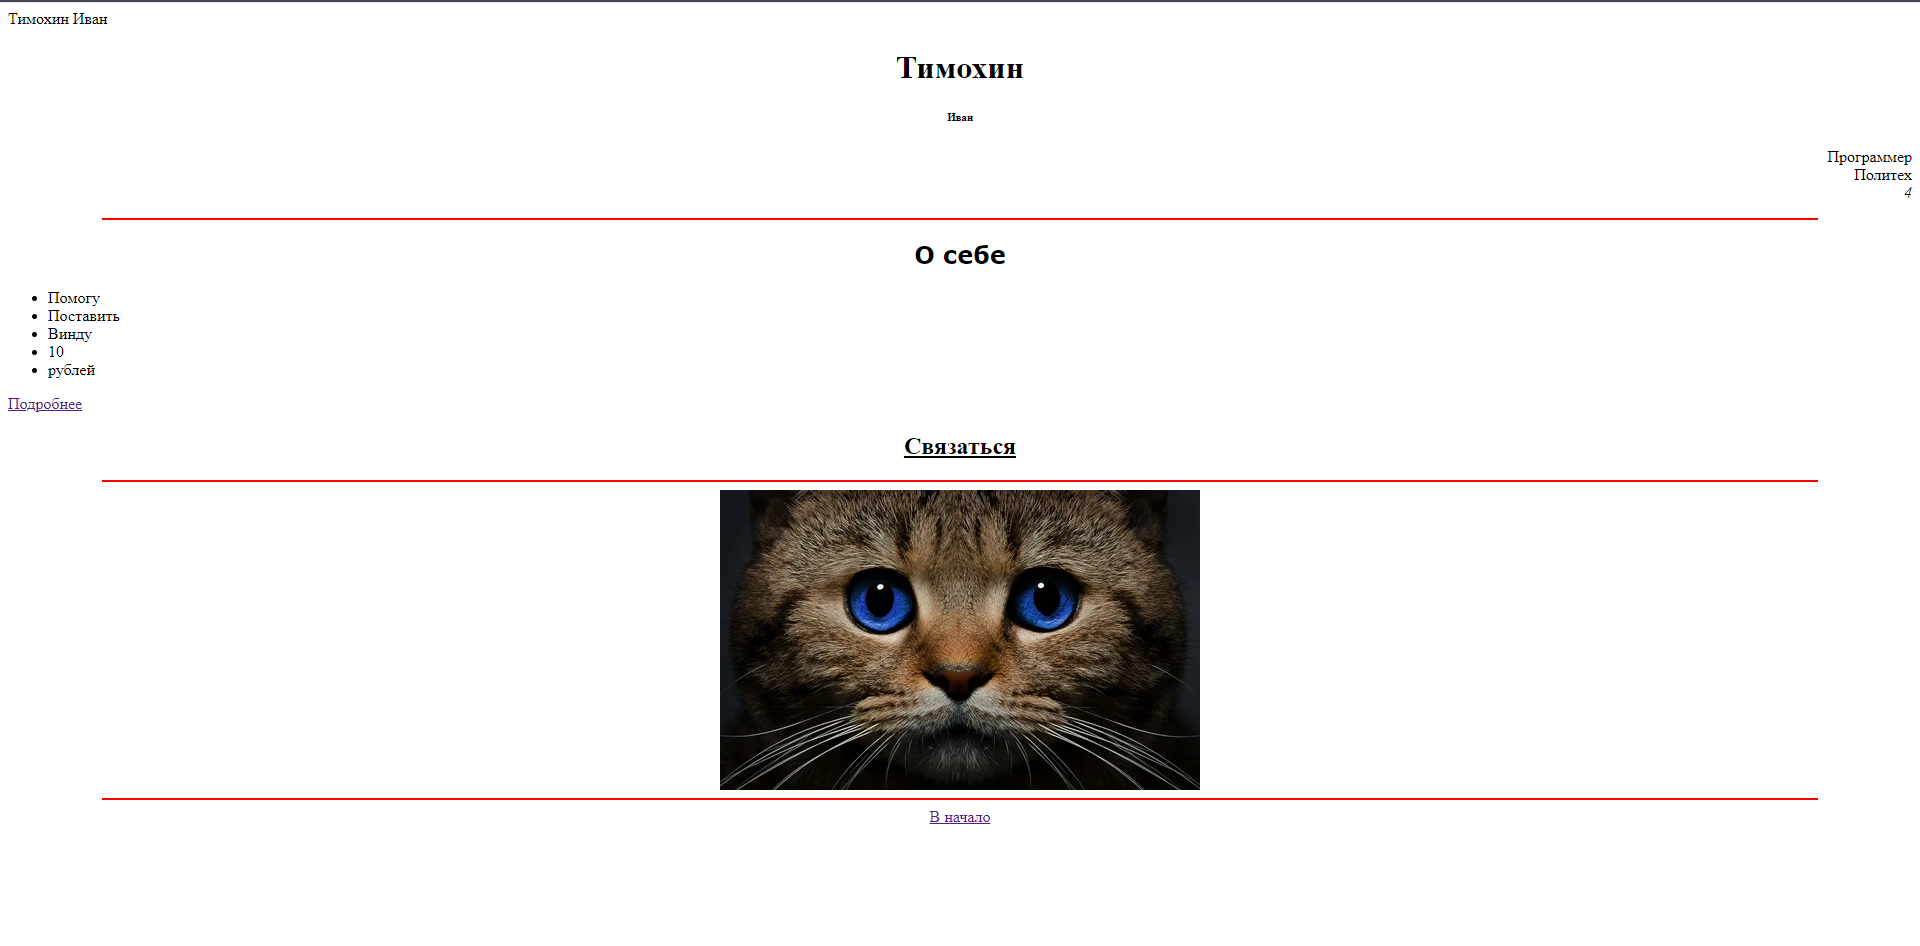 Тимохин Иван
Тимохин
Иван
Программер
Политех
4
О себе
Помогу
Поставить
Винду
10
рублей
Подробнее
Связаться
В начало